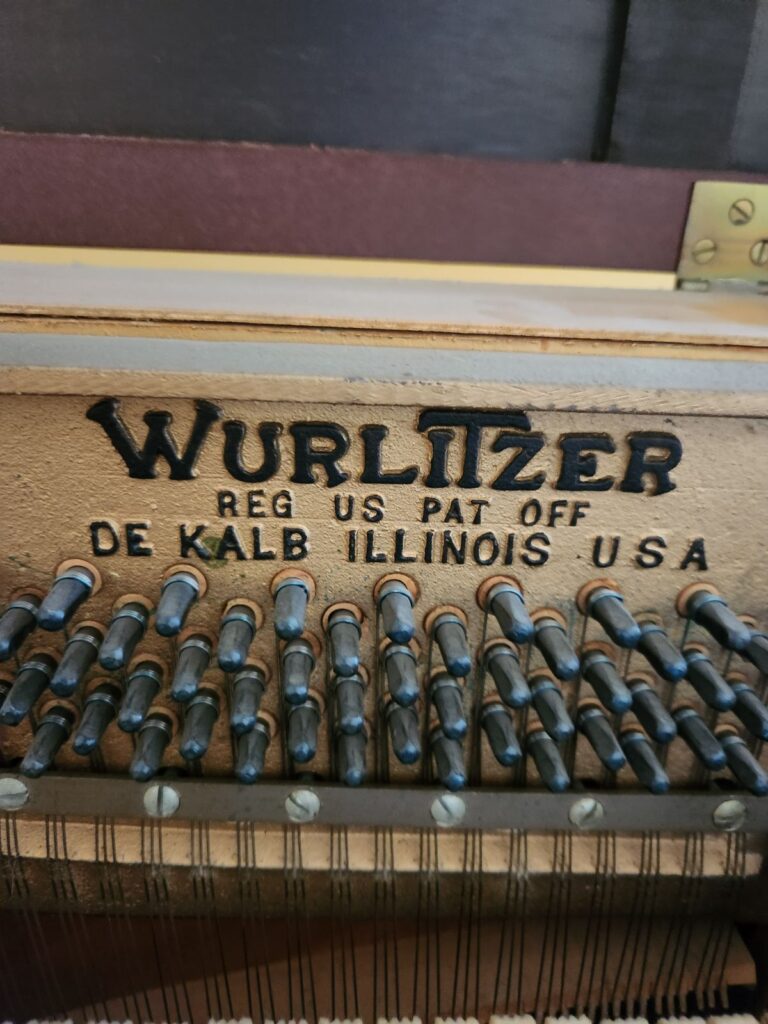 WURLITZER
REG US PAT OFF
DE KALB ILLINOIS USA